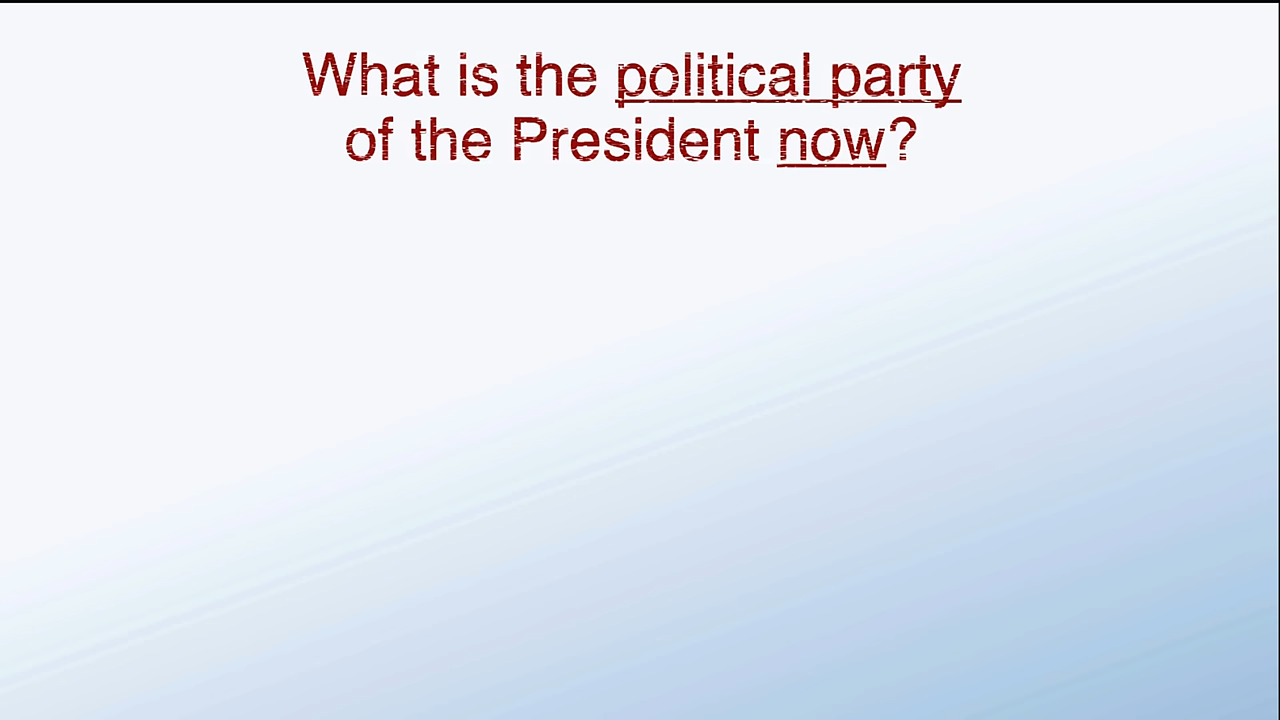 What is the political party
of the President now?